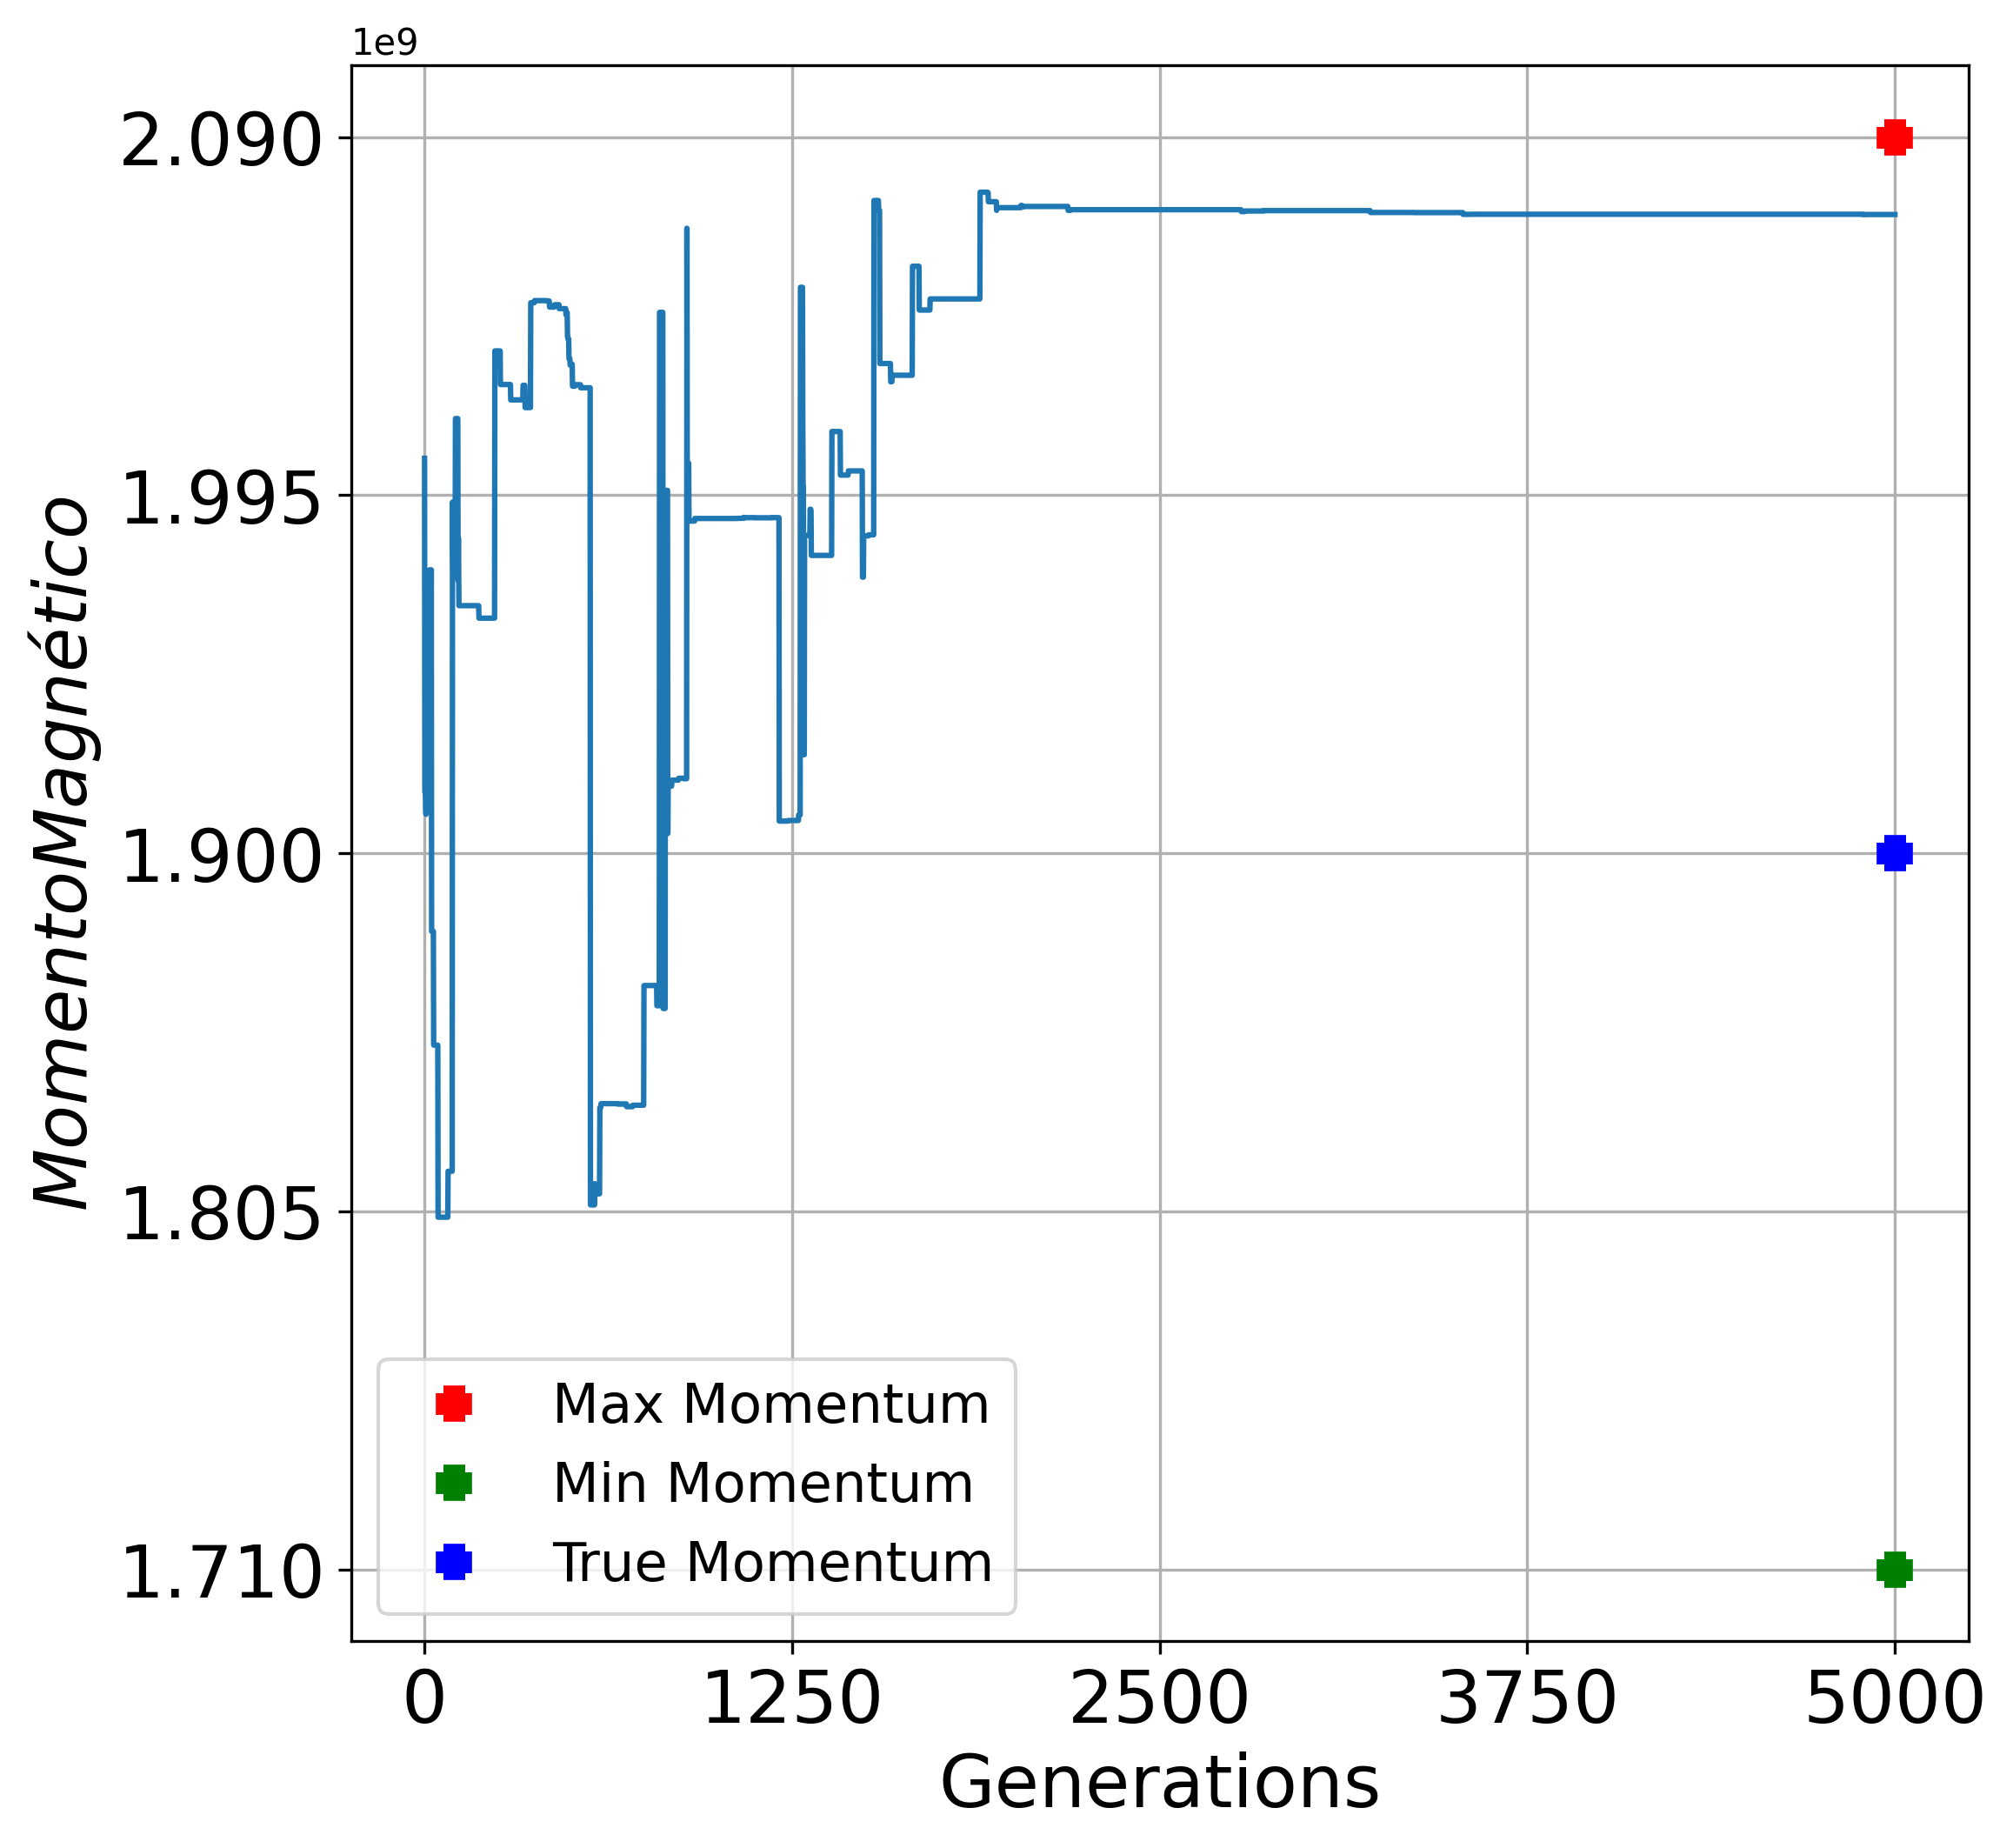 1e9
2.090
1.995
1.900
1.805
1.710
MomentoMagnético
Max Momentum
Min Momentum
True Momentum
0 1250 2500 3750 5000
Generations